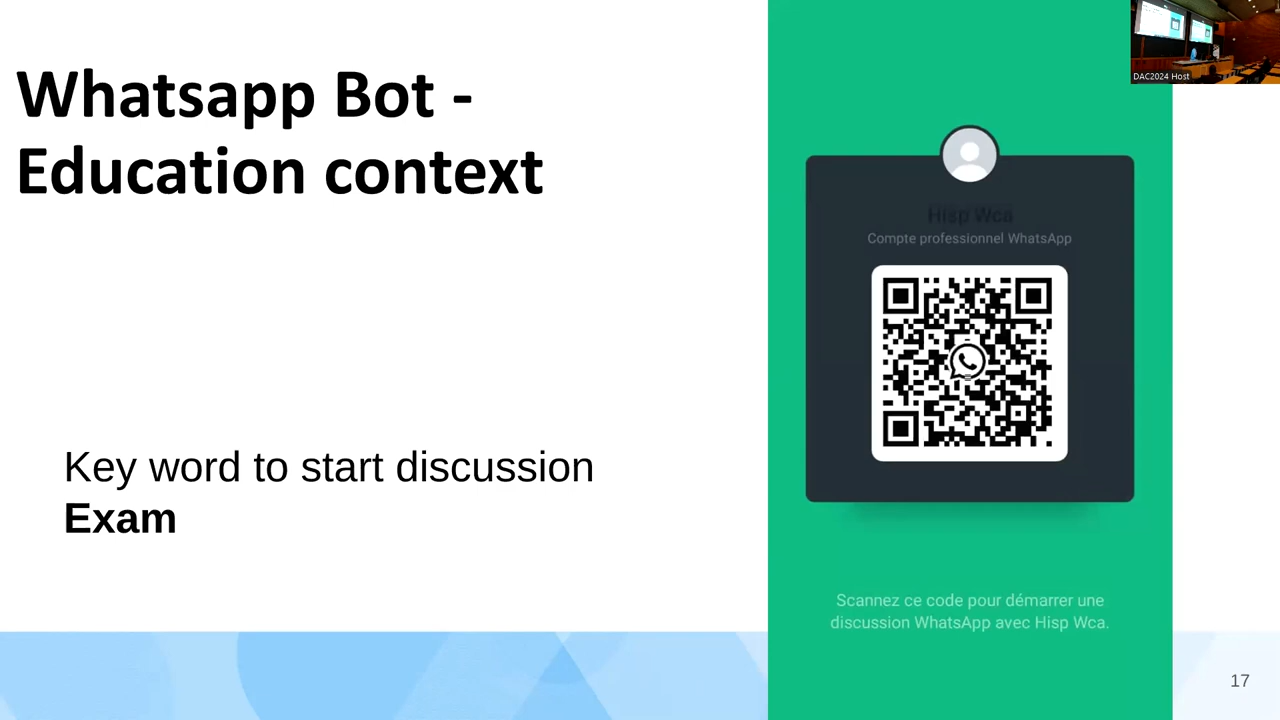 Whatsapp Bot -
Education context
Key word to start discussion
Exam
DAC2024 Host
Hisp Wca
Compte professionnel WhatsApp
Scannez ce code pour démarrer une
discussion WhatsApp avec Hisp Wca.
17